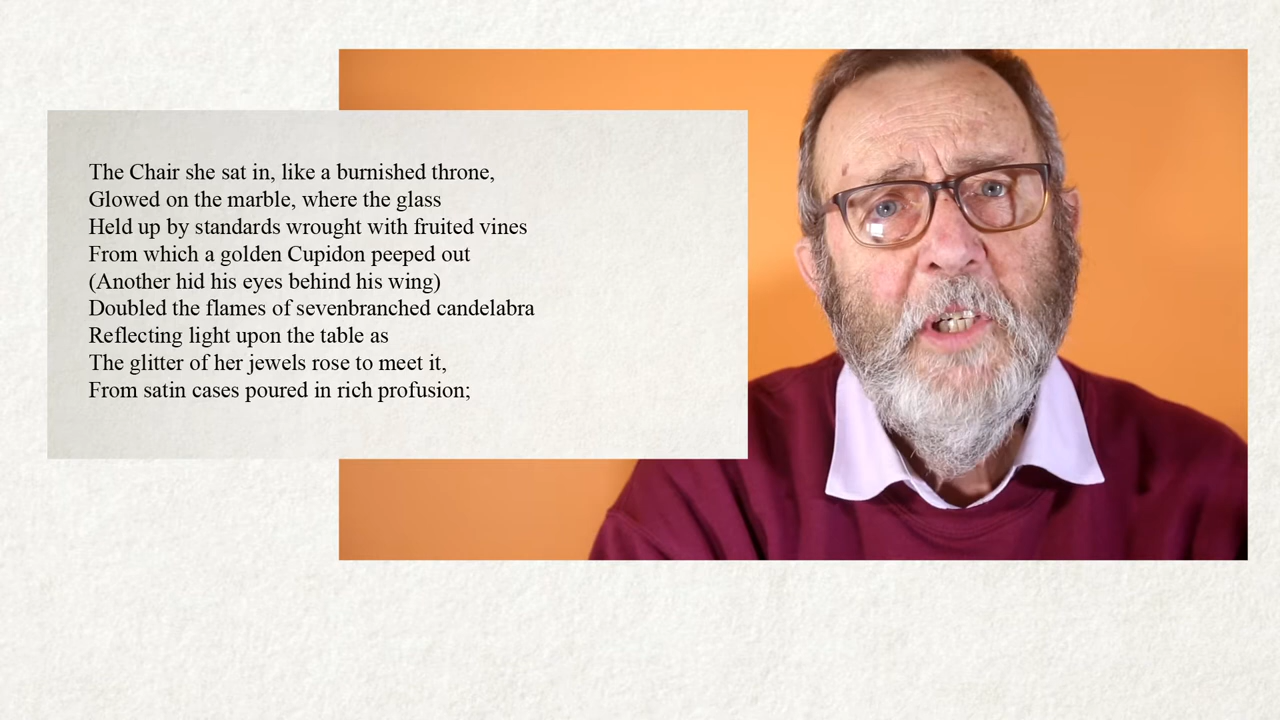 The Chair she sat in, like a burnished throne,
Glowed on the marble, where the glass
Held up by standards wrought with fruited vines
From which a golden Cupidon peeped out
(Another hid his eyes behind his wing)
Doubled the flames of sevenbranched candelabra
Reflecting light upon the table as
The glitter of her jewels rose to meet it,
From satin cases poured in rich profusion;